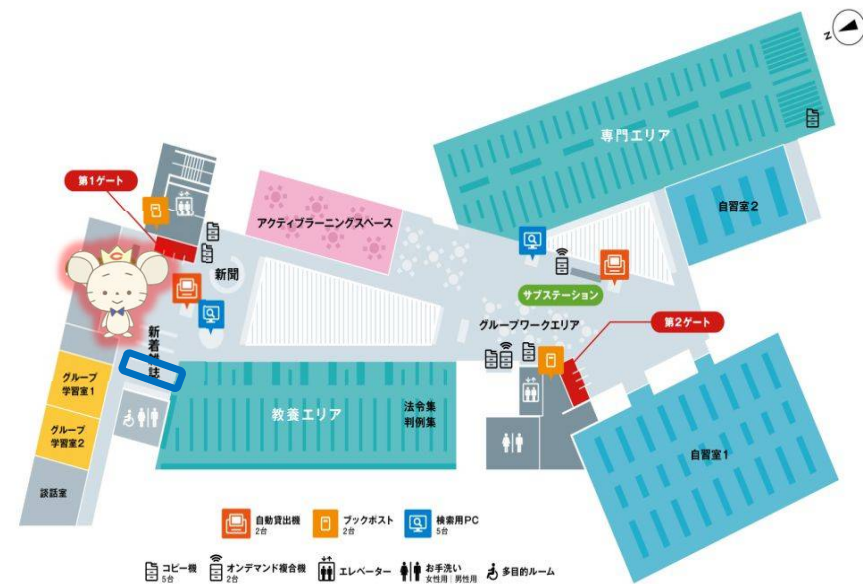 N
専門エリア
第1ゲート
アクティブラーニングスペース
自習室2
新聞
サブステーション
グループワークエリア
第2ゲート
新着雑誌
グループ
学習室1
教養エリア
法令集
判例集
グループ
学習室2
自習室1
談話室
自動貸出機
2台
ブックポスト
2台
検索用PC
5台
コピー機
5台
オンデマンド複合機
2台
エレベーター
お手洗い
女性用|男性用
多目的ルーム